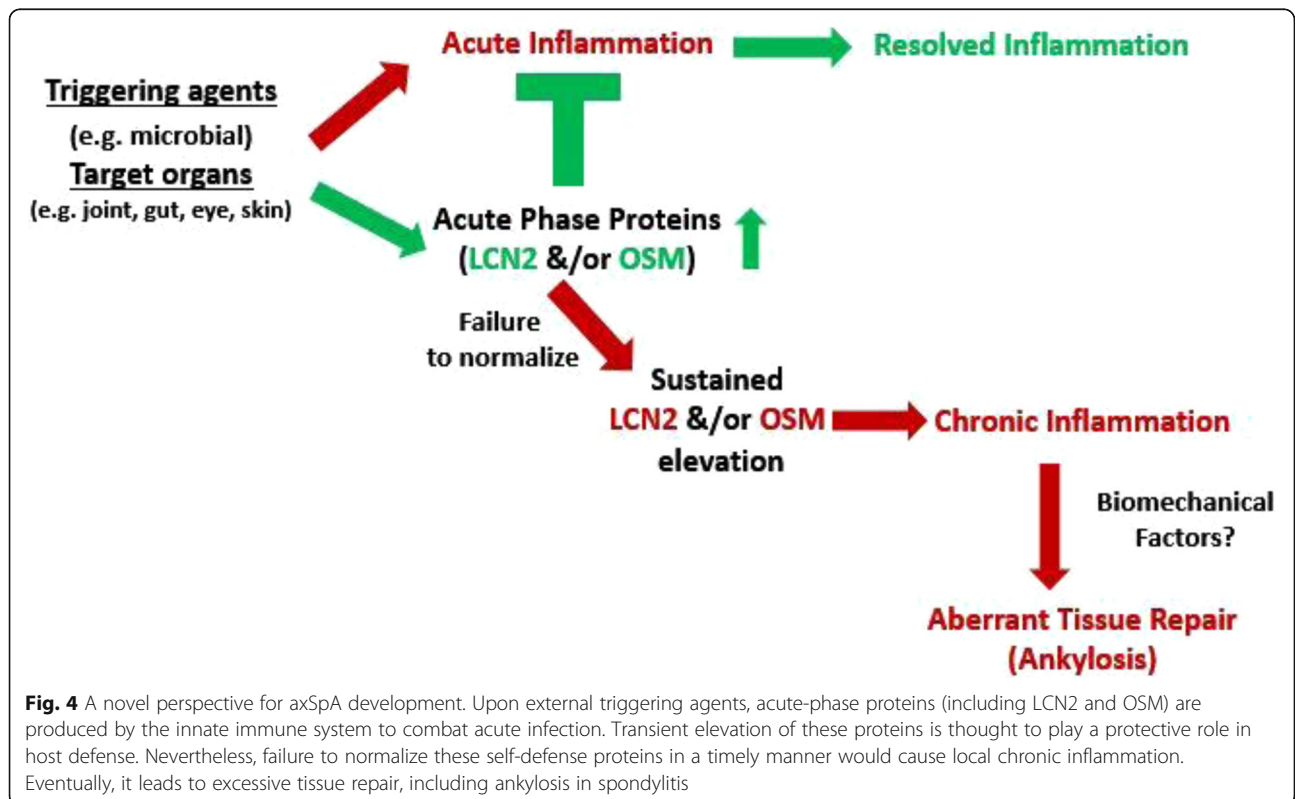 Acute Inflammation
Resolved Inflammation
Triggering agents
(e.g. microbial)
Target organs
(e.g. joint, gut, eye, skin)
Acute Phase Proteins
(LCN2 &/or OSM)
Failure
to normalize
Sustained
LCN2 &/or OSM
elevation
Chronic Inflammation
Biomechanical
Factors?
Aberrant Tissue Repair
(Ankylosis)
Fig. 4 A novel perspective for axSpA development. Upon external triggering agents, acute-phase proteins (including LCN2 and OSM) are
produced by the innate immune system to combat acute infection. Transient elevation of these proteins is thought to play a protective role in
host defense. Nevertheless, failure to normalize these self-defense proteins in a timely manner would cause local chronic inflammation.
Eventually, it leads to excessive tissue repair, including ankylosis in spondylitis